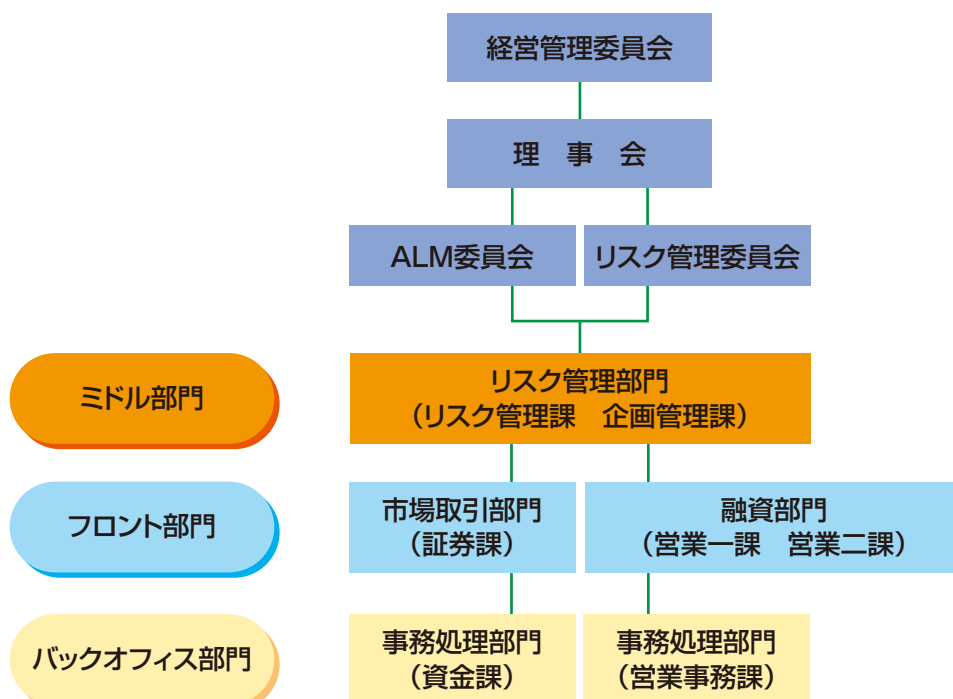 経営管理委員会
理　事　会
ALM委員会
リスク管理委員会
ミドル部門
リスク管理部門
（リスク管理課　企画管理課）
フロント部門
市場取引部門
（証券課）
融資部門
（営業一課　営業二課）
バックオフィス部門
事務処理部門
（資金課）
事務処理部門
（営業事務課）